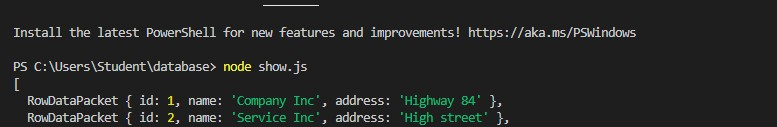 Install the latest PowerShell for new features and improvements! https://aka.ms/PSWindows
PS C:\Users\Student\database> node show.js
[
RowDataPacket { id: 1, name: 'Company Inc', address: 'Highway 84' },
RowDataPacket { id: 2, name: 'Service Inc', address: 'High street' },